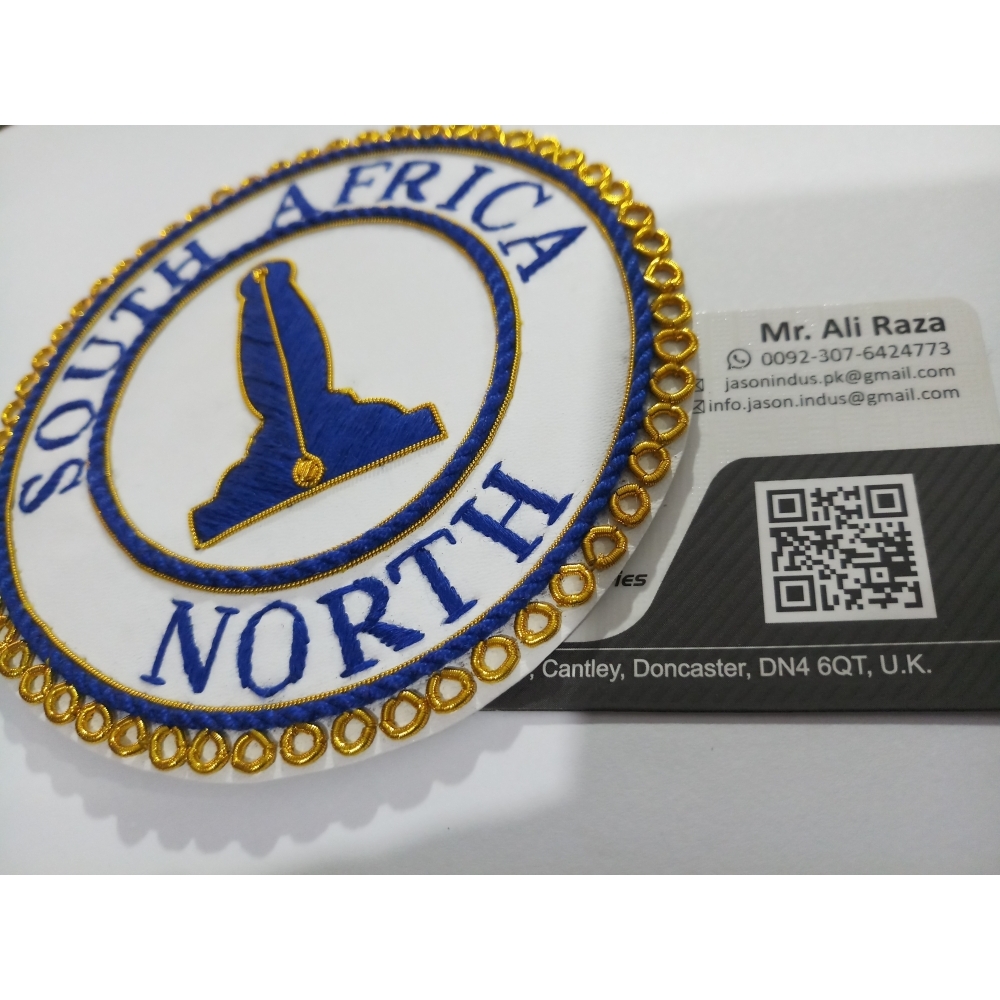 SOUTH AFRICA
NORTH
Mr. Ali Raza
0092-307-6424773
jasonindus.pk@gmail.com
info.jason.indus@gmail.com
ies
, Cantley, Doncaster, DN4 6QT, U.K.